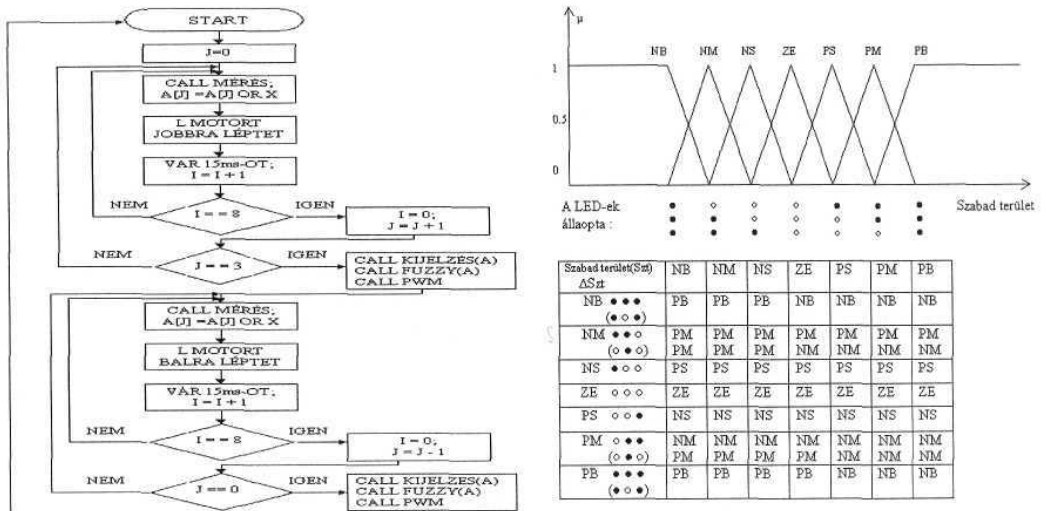 START
J=0
CALL MÉRÉS;
A[J] =A[J] OR X
L MOTORT
JOBBRA LÉPTET
VÁR 15ms-OT;
I = I + 1
NEM
I = = 8
IGEN
I = 0;
J = J + 1
NEM
J = = 3
IGEN
CALL KIJELZÉS(A)
CALL FUZZY(A)
CALL PWM
CALL MÉRÉS;
A[J] =A[J] OR X
L MOTORT
BALRA LÉPTET
VÁR 15ms-OT;
I = I + 1
NEM
I = = 8
IGEN
I = 0;
J = J - 1
NEM
J == 0
IGEN
CALL KIJELZÉS(A)
CALL FUZZY(A)
CALL PWM
μ
NB NM NS ZE PS PM PB
1
0.5
0
A LED-ek
állaopta :
Szabad terület
Szabad terület(Szt) NB NM NS ZE PS PM PB
ΔSzt
NB PB PB PB NB NB NB NB
NM PM PM PM PM PM PM PM
PM PM PM NM NM NM NM
NS PS PS PS PS PS PS PS
ZE ZE ZE ZE ZE ZE ZE ZE
PS NS NS NS NS NS NS NS
PM NM NM NM NM NM NM NM
PM PM PM PM NM NM NM
PB PB PB PB PB NB NB NB